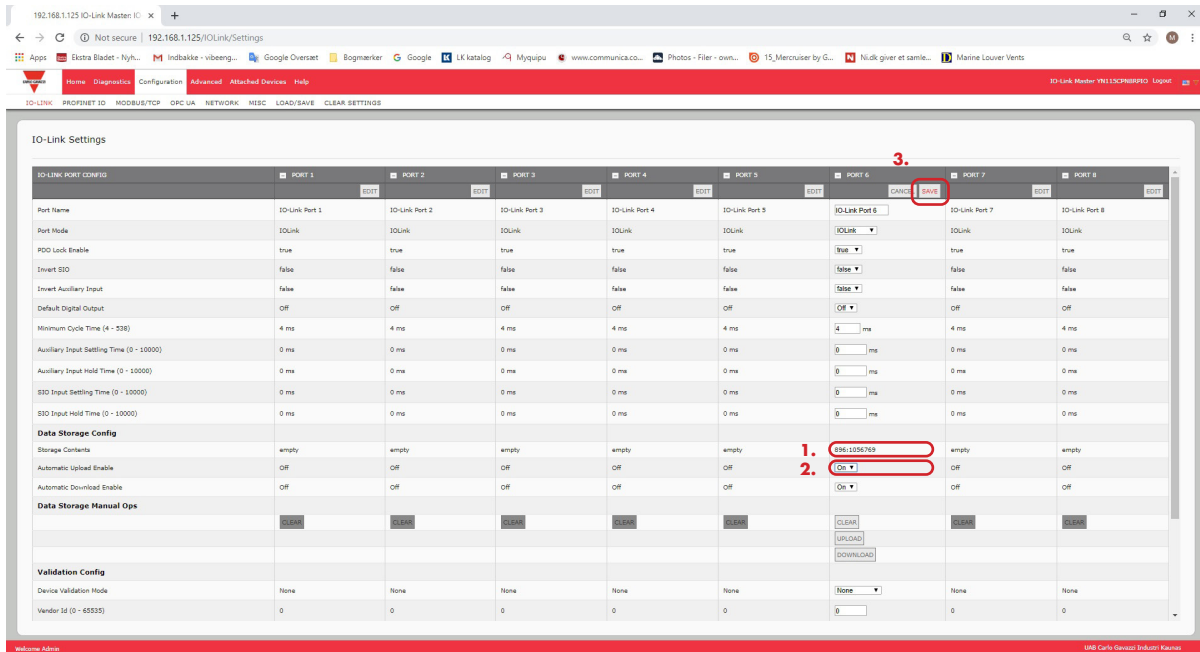 192.168.1.125 IO-Link Master: IO
Not secure | 192.168.1.125/IOLink/Settings
Apps Ekstra Bladet - Nyh... Indbakke - vibeeng... Google Oversæt Bogmærker Google LK katalog Myquipu www.communica.co... Photos - Filer - own... 15_Mercruiser by G... Ni.dk giver et samle... Marine Louver Vents
CARLO GAVAZZI Home Diagnostics Configuration Advanced Attached Devices Help IO-Link Master YN115CPN8RPIO Logout
IO-LINK PROFINET IO MODBUS/TCP OPC UA NETWORK MISC LOAD/SAVE CLEAR SETTINGS
IO-Link Settings
3.
IO-LINK PORT CONFIG PORT 1 PORT 2 PORT 3 PORT 4 PORT 5 PORT 6 PORT 7 PORT 8
EDIT EDIT EDIT EDIT EDIT CANCEL SAVE EDIT EDIT
Port Name IO-Link Port 1 IO-Link Port 2 IO-Link Port 3 IO-Link Port 4 IO-Link Port 5 IO-Link Port 6 IO-Link Port 7 IO-Link Port 8
Port Mode IOLink IOLink IOLink IOLink IOLink IOLink IOLink IOLink
PDO Lock Enable true true true true true true true true
Invert SIO false false false false false false false false
Invert Auxiliary Input false false false false false false false false
Default Digital Output Off Off Off Off Off Off Off Off
Minimum Cycle Time (4 - 538) 4 ms 4 ms 4 ms 4 ms 4 ms 4 ms 4 ms 4 ms
Auxiliary Input Settling Time (0 - 10000) 0 ms 0 ms 0 ms 0 ms 0 ms 0 ms 0 ms 0 ms
Auxiliary Input Hold Time (0 - 10000) 0 ms 0 ms 0 ms 0 ms 0 ms 0 ms 0 ms 0 ms
SIO Input Settling Time (0 - 10000) 0 ms 0 ms 0 ms 0 ms 0 ms 0 ms 0 ms 0 ms
SIO Input Hold Time (0 - 10000) 0 ms 0 ms 0 ms 0 ms 0 ms 0 ms 0 ms 0 ms
Data Storage Config
Storage Contents empty empty empty empty empty 1. 896:1056769 empty empty
Automatic Upload Enable Off Off Off Off Off 2. On Off Off
Automatic Download Enable Off Off Off Off Off On Off Off
Data Storage Manual Ops
CLEAR CLEAR CLEAR CLEAR CLEAR CLEAR CLEAR CLEAR
UPLOAD
DOWNLOAD
Validation Config
Device Validation Mode None None None None None None None None
Vendor Id (0 - 65535) 0 0 0 0 0 0 0 0
Welcome Admin UAB Carlo Gavazzi Industri Kaunas